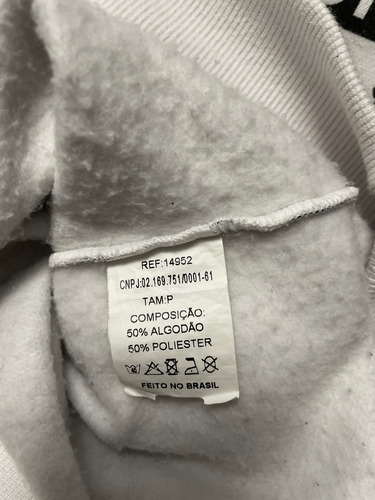 REF:14952
CNPJ:02.169.751/0001-61
TAM:P
COMPOSIÇÃO:
50% ALGODÃO
50% POLIESTER
FEITO NO BRASIL